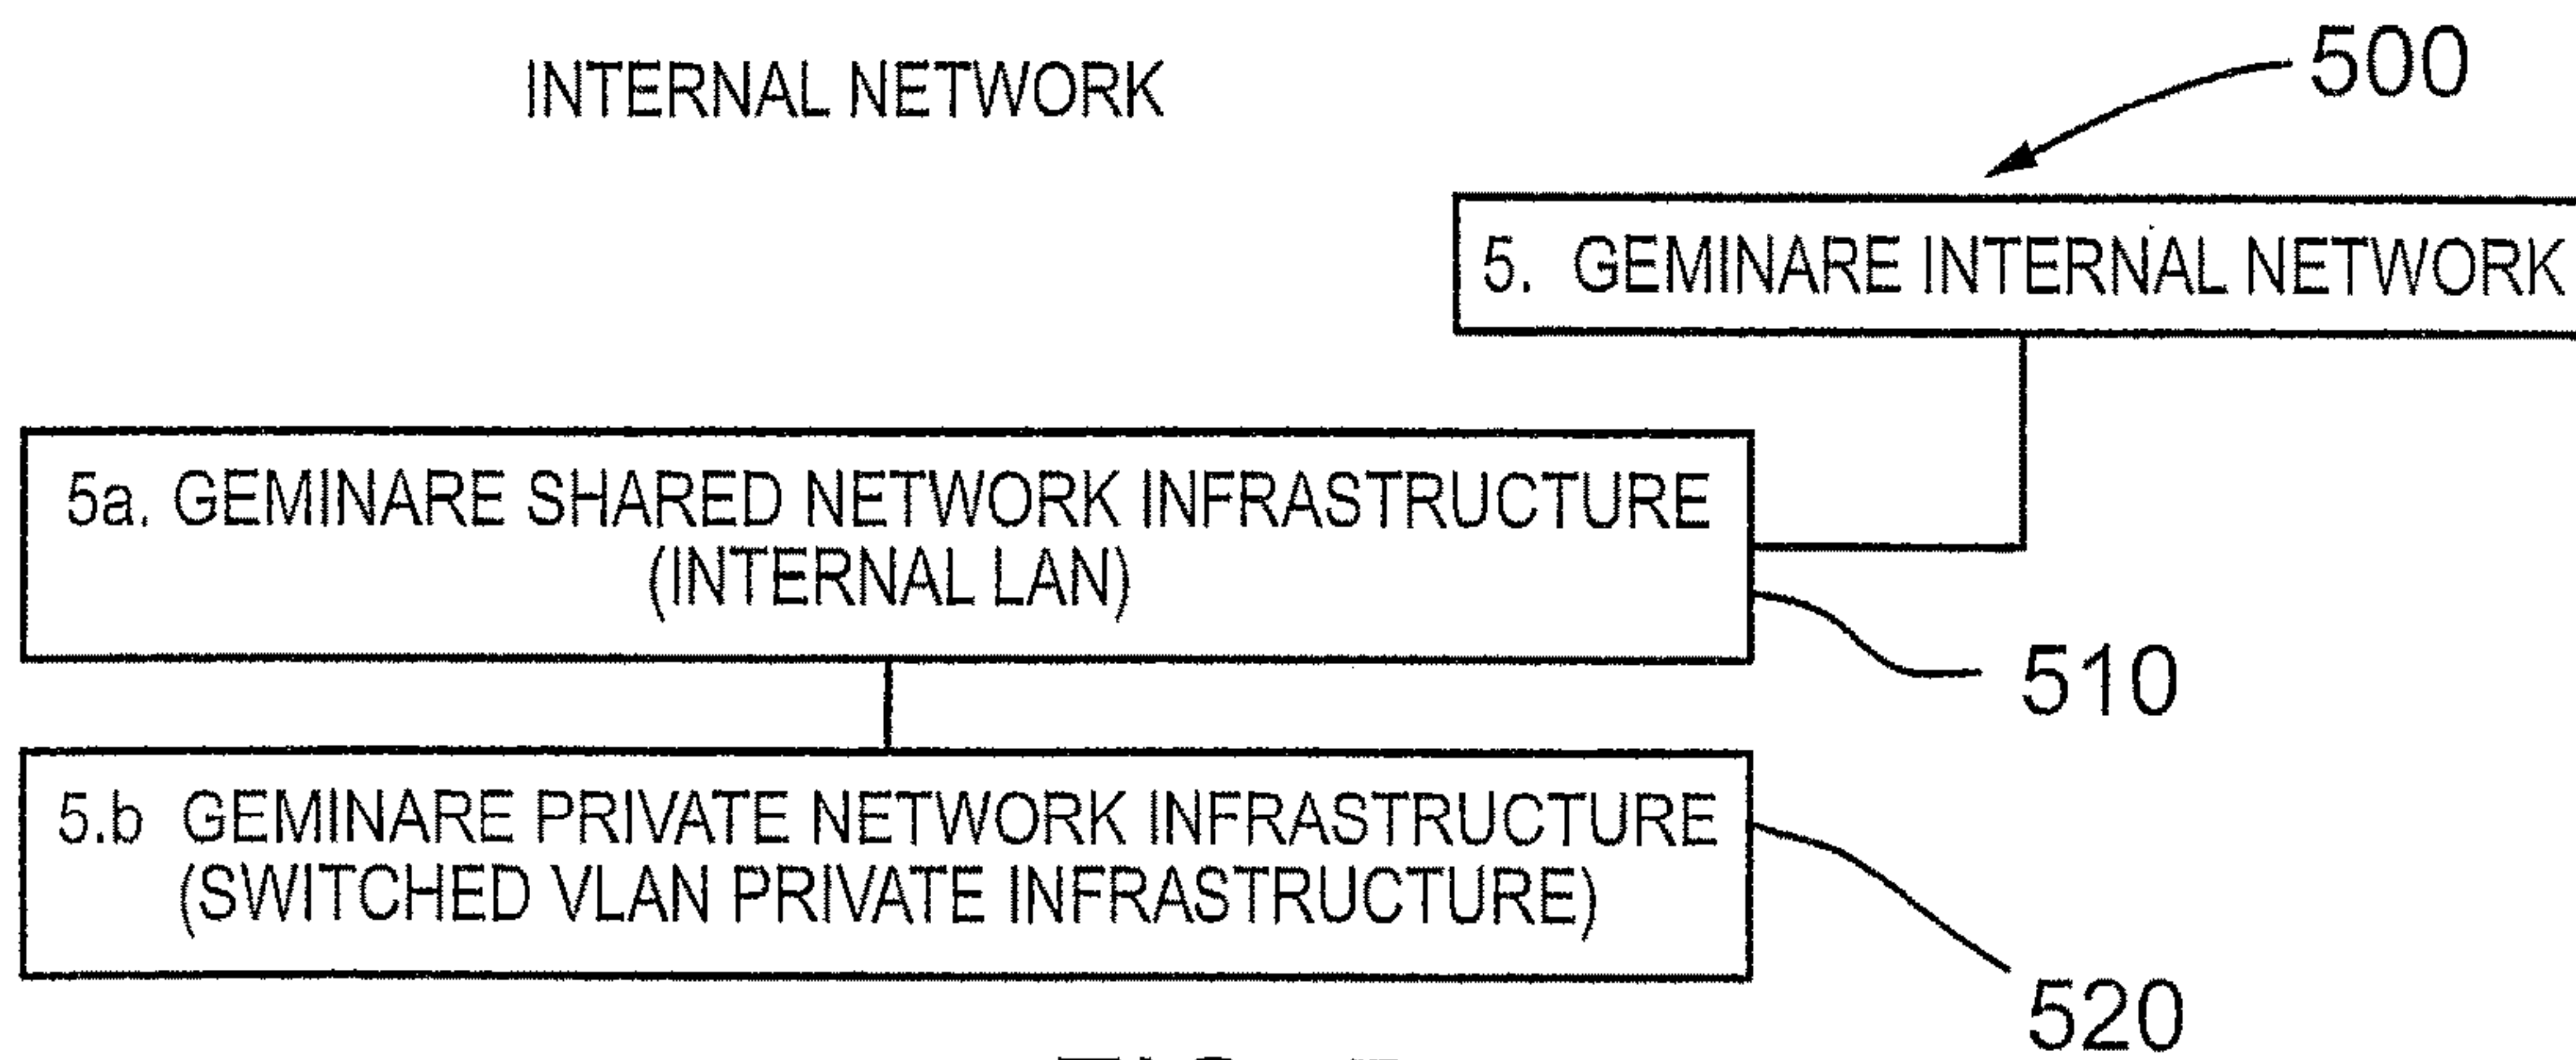 INTERNAL NETWORK
500
5. GEMINARE INTERNAL NETWORK
5a. GEMINARE SHARED NETWORK INFRASTRUCTURE
(INTERNAL LAN)
510
5.b GEMINARE PRIVATE NETWORK INFRASTRUCTURE
(SWITCHED VLAN PRIVATE INFRASTRUCTURE)
520